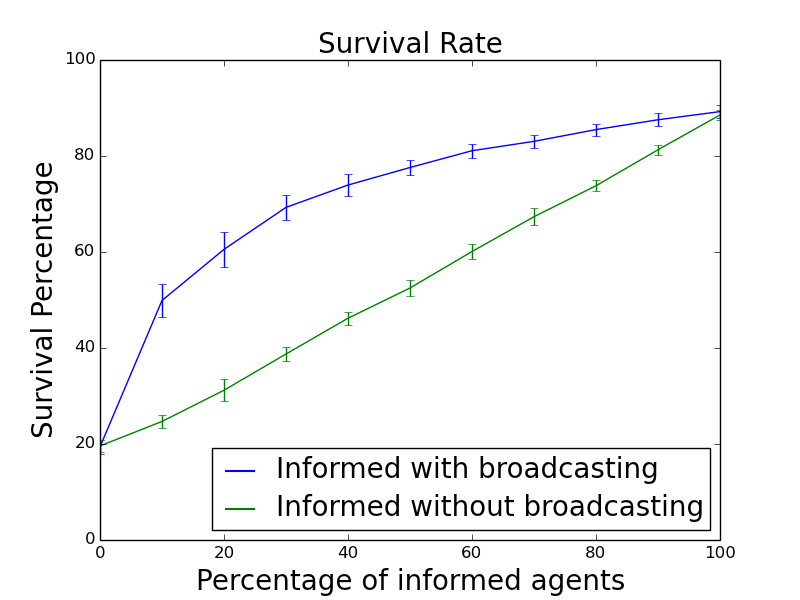 Survival Rate
100
80
60
40
20
0
Survival Percentage
Informed with broadcasting
Informed without broadcasting
0 20 40 60 80 100
Percentage of informed agents